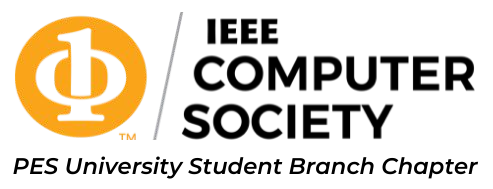 IEEE
COMPUTER
SOCIETY
TM
PES University Student Branch Chapter